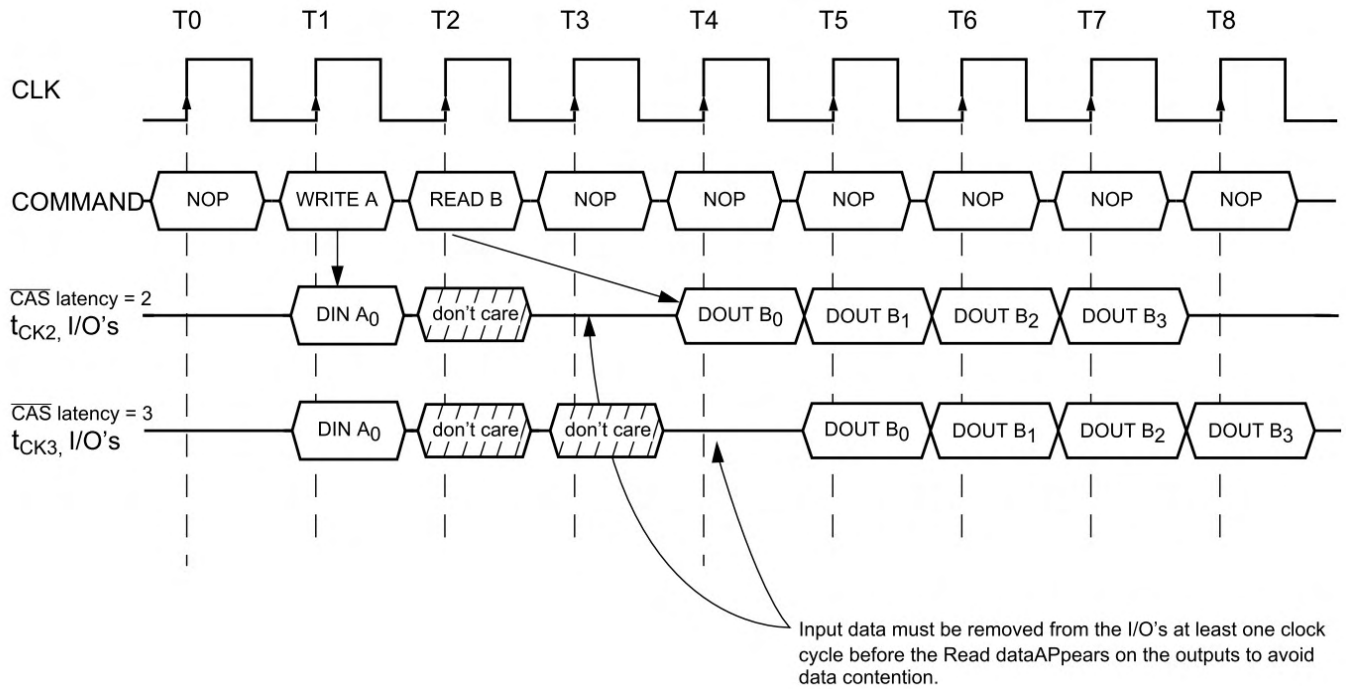 T0 T1 T2 T3 T4 T5 T6 T7 T8
CLK
COMMAND NOP WRITE A READ B NOP NOP NOP NOP NOP NOP
CAS latency = 2
tCK2, I/O's DIN A0 don't care DOUT B0 DOUT B1 DOUT B2 DOUT B3
CAS latency = 3
tCK3, I/O's DIN A0 don't care don't care DOUT B0 DOUT B1 DOUT B2 DOUT B3
Input data must be removed from the I/O's at least one clock
cycle before the Read dataAPpears on the outputs to avoid
data contention.